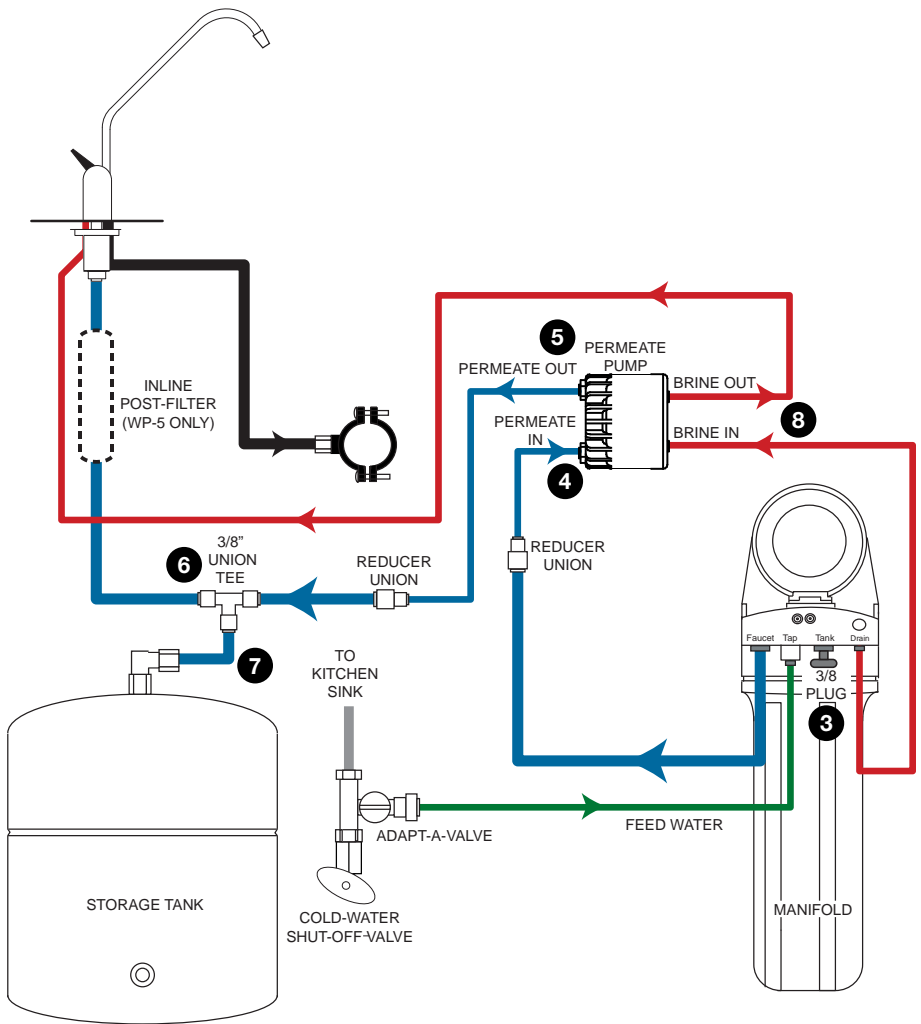 5
PERMEATE OUT
PERMEATE
PUMP
BRINE OUT
INLINE
POST-FILTER
(WP-5 ONLY)
PERMEATE
IN
8
BRINE IN
4
6
3/8”
UNION
TEE
REDUCER
UNION
REDUCER
UNION
7
TO
KITCHEN
SINK
Faucet Tap Tank Drain
3/8
PLUG
3
ADAPT-A-VALVE
FEED WATER
STORAGE TANK
COLD-WATER
SHUT-OFF-VALVE
MANIFOLD